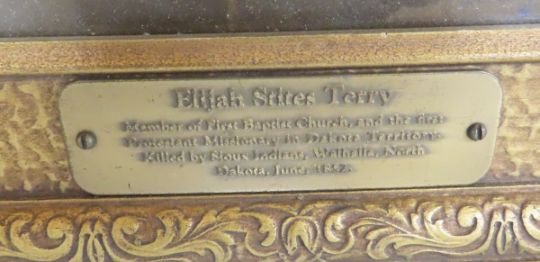 Elijah Stites Terry
Member of First Baptist Church, and the first
Protestant Missionary in Dakota Territory.
Killed by Sioux Indians, Walhalla, North
Dakota, June, 1852.